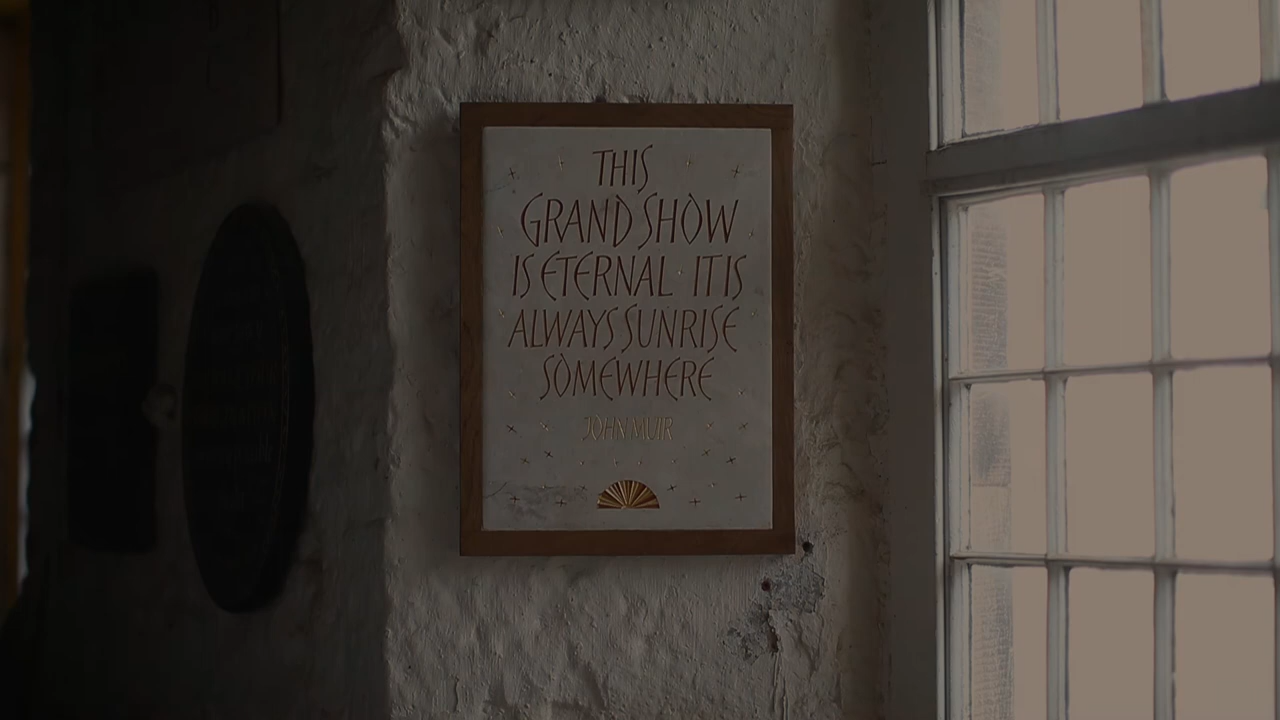 THIS
GRAND SHOW
IS ETERNAL IT IS
ALWAYS SUNRISE
SOMEWHERE
JOHN MUIR